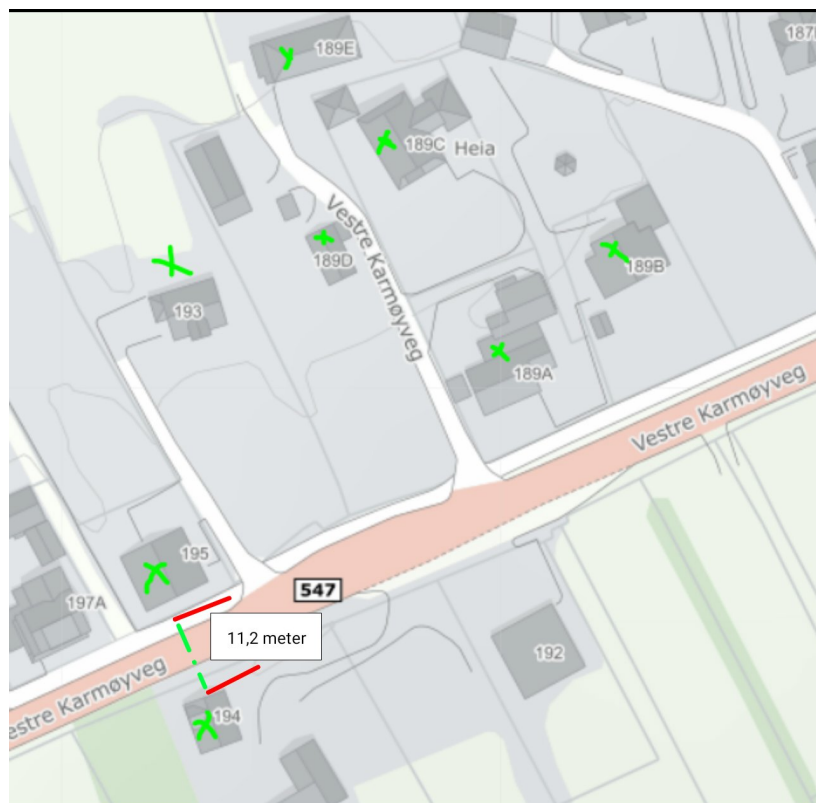 189E
187
189C Heia
Vestre Karmøyveg
189D
189B
193
189A
Vestre Karmøyveg
195
547
197A
11,2 meter
192
estre Karmøyveg
194